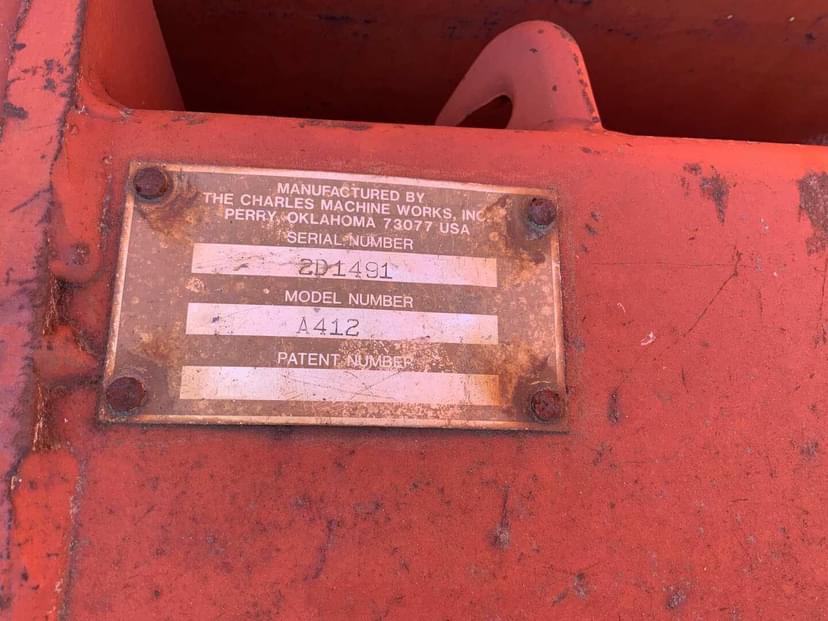 MANUFACTURED BY
THE CHARLES MACHINE WORKS, INC.
PERRY, OKLAHOMA 73077 USA
SERIAL NUMBER
2D1491
MODEL NUMBER
A412
PATENT NUMBER